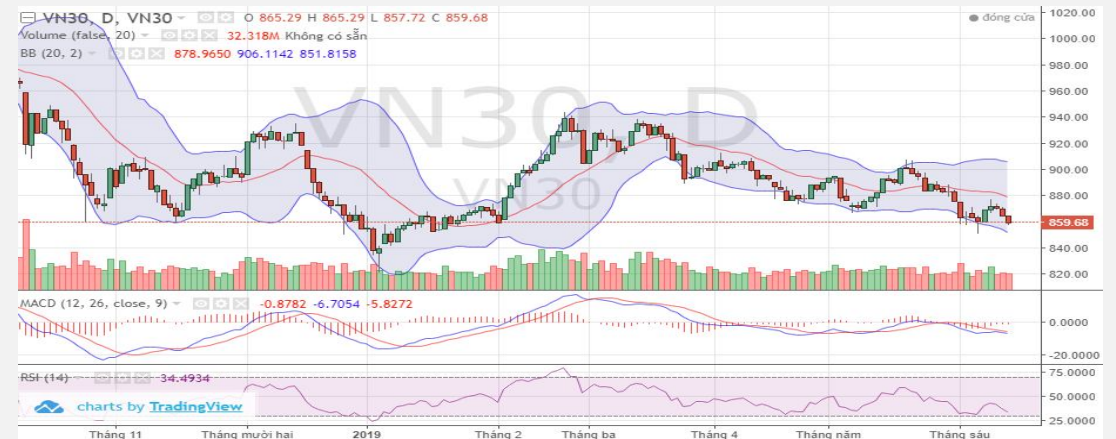 VN30, D, VN30 O 865.29 H 865.29 L 857.72 C 859.68
đóng cửa
Volume (false, 20) 32.318M Không có sẵn
BB (20, 2) 878.9650 906.1142 851.8158
VN30, D
VN30
1020.00
1000.00
980.00
960.00
940.00
920.00
900.00
880.00
859.68
840.00
820.00
MACD (12, 26, close, 9) -0.8782 -6.7054 -5.8272
0.0000
-20.0000
RSI (14) 34.4934
75.0000
50.0000
25.0000
charts by TradingView
Tháng 11 Tháng mười hai 2019 Tháng 2 Tháng ba Tháng 4 Tháng năm Tháng sáu